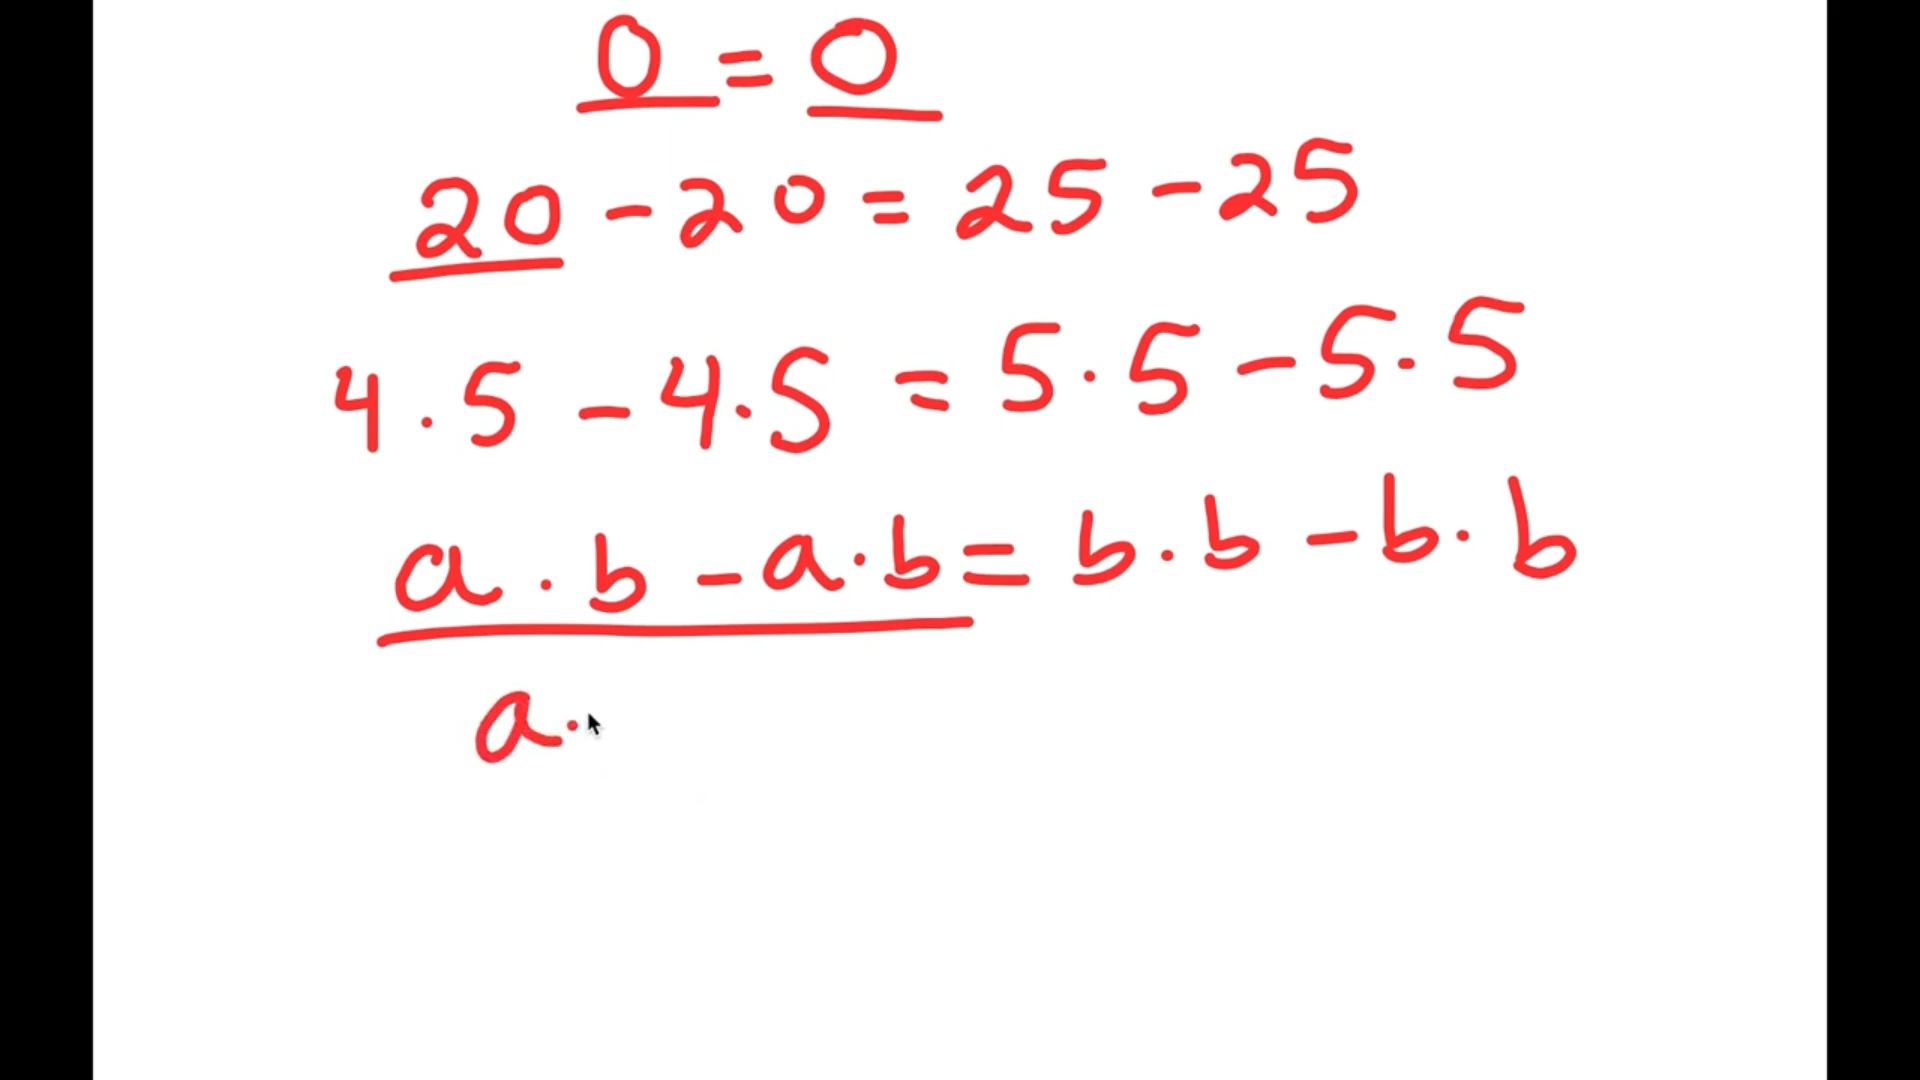 0 = 0
20 - 20 = 25 - 25
4 · 5 - 4 · 5 = 5 · 5 - 5 · 5
a · b - a · b = b · b - b · b
a ·